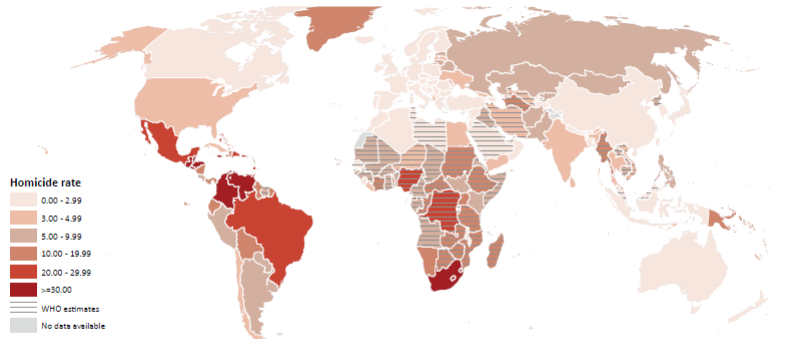 Homicide rate
0.00 - 2.99
3.00 - 4.99
5.00 - 9.99
10.00 - 19.99
20.00 - 29.99
>=30.00
WHO estimates
No data available